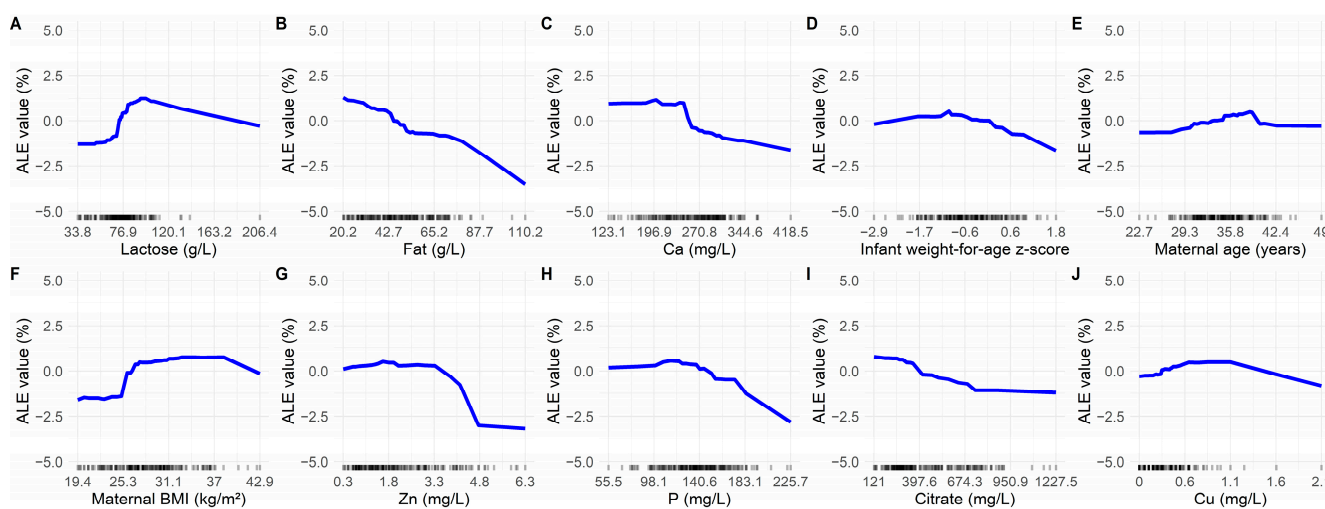 A B C D E
5.0 5.0 5.0 5.0 5.0
2.5 2.5 2.5 2.5 2.5
0.0 0.0 0.0 0.0 0.0
−2.5 −2.5 −2.5 −2.5 −2.5
−5.0 −5.0 −5.0 −5.0 −5.0
ALE value (%) ALE value (%) ALE value (%) ALE value (%) ALE value (%)
33.8 76.9 120.1 163.2 206.4 20.2 42.7 65.2 87.7 110.2 123.1 196.9 270.8 344.6 418.5 −2.9 −1.7 −0.6 0.6 1.8 22.7 29.3 35.8 42.4 49
Lactose (g/L) Fat (g/L) Ca (mg/L) Infant weight-for-age z-score Maternal age (years)
F G H I J
5.0 5.0 5.0 5.0 5.0
2.5 2.5 2.5 2.5 2.5
0.0 0.0 0.0 0.0 0.0
−2.5 −2.5 −2.5 −2.5 −2.5
−5.0 −5.0 −5.0 −5.0 −5.0
ALE value (%) ALE value (%) ALE value (%) ALE value (%) ALE value (%)
19.4 25.3 31.1 37 42.9 0.3 1.8 3.3 4.8 6.3 55.5 98.1 140.6 183.1 225.7 121 397.6 674.3 950.9 1227.5 0 0.6 1.1 1.6 2.
Maternal BMI (kg/m²) Zn (mg/L) P (mg/L) Citrate (mg/L) Cu (mg/L)